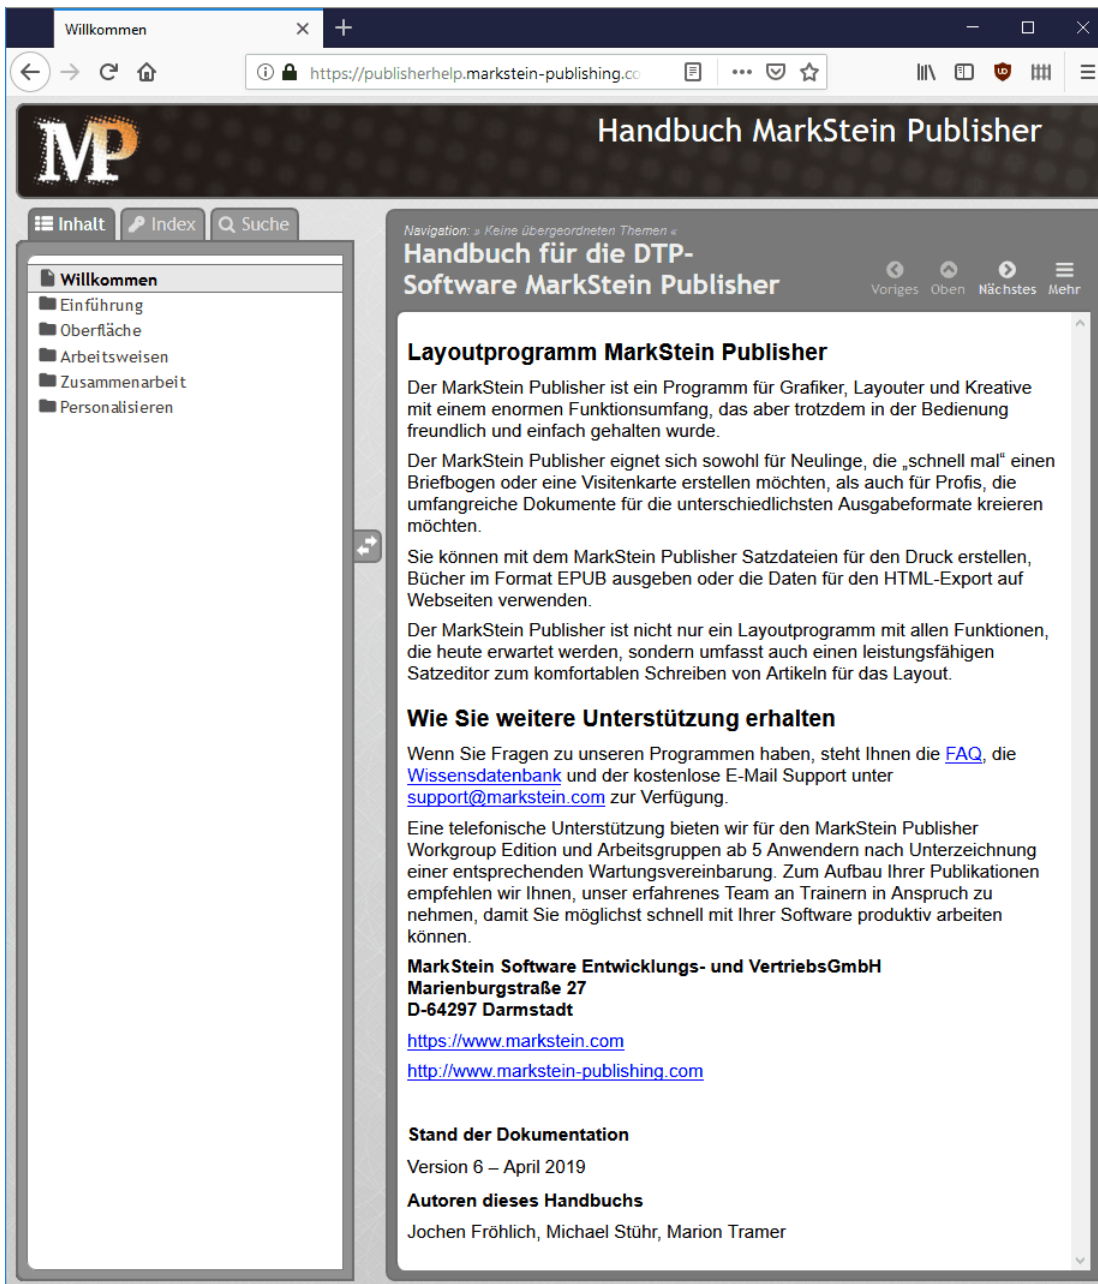 Willkommen
https://publisherhelp.markstein-publishing.co
MP
Handbuch MarkStein Publisher
Inhalt
Index
Suche
Willkommen
Einführung
Oberfläche
Arbeitsweisen
Zusammenarbeit
Personalisieren
Navigation: » Keine übergeordneten Themen «
Handbuch für die DTP-
Software MarkStein Publisher
Voriges Oben Nächstes Mehr
Layoutprogramm MarkStein Publisher
Der MarkStein Publisher ist ein Programm für Grafiker, Layouter und Kreative
mit einem enormen Funktionsumfang, das aber trotzdem in der Bedienung
freundlich und einfach gehalten wurde.
Der MarkStein Publisher eignet sich sowohl für Neulinge, die „schnell mal“ einen
Briefbogen oder eine Visitenkarte erstellen möchten, als auch für Profis, die
umfangreiche Dokumente für die unterschiedlichsten Ausgabeformate kreieren
möchten.
Sie können mit dem MarkStein Publisher Satzdateien für den Druck erstellen,
Bücher im Format EPUB ausgeben oder die Daten für den HTML-Export auf
Webseiten verwenden.
Der MarkStein Publisher ist nicht nur ein Layoutprogramm mit allen Funktionen,
die heute erwartet werden, sondern umfasst auch einen leistungsfähigen
Satzeditor zum komfortablen Schreiben von Artikeln für das Layout.
Wie Sie weitere Unterstützung erhalten
Wenn Sie Fragen zu unseren Programmen haben, steht Ihnen die FAQ, die
Wissensdatenbank und der kostenlose E-Mail Support unter
support@markstein.com zur Verfügung.
Eine telefonische Unterstützung bieten wir für den MarkStein Publisher
Workgroup Edition und Arbeitsgruppen ab 5 Anwendern nach Unterzeichnung
einer entsprechenden Wartungsvereinbarung. Zum Aufbau Ihrer Publikationen
empfehlen wir Ihnen, unser erfahrenes Team an Trainern in Anspruch zu
nehmen, damit Sie möglichst schnell mit Ihrer Software produktiv arbeiten
können.
MarkStein Software Entwicklungs- und VertriebsGmbH
Marienburgstraße 27
D-64297 Darmstadt
https://www.markstein.com
http://www.markstein-publishing.com
Stand der Dokumentation
Version 6 – April 2019
Autoren dieses Handbuchs
Jochen Fröhlich, Michael Stühr, Marion Tramer